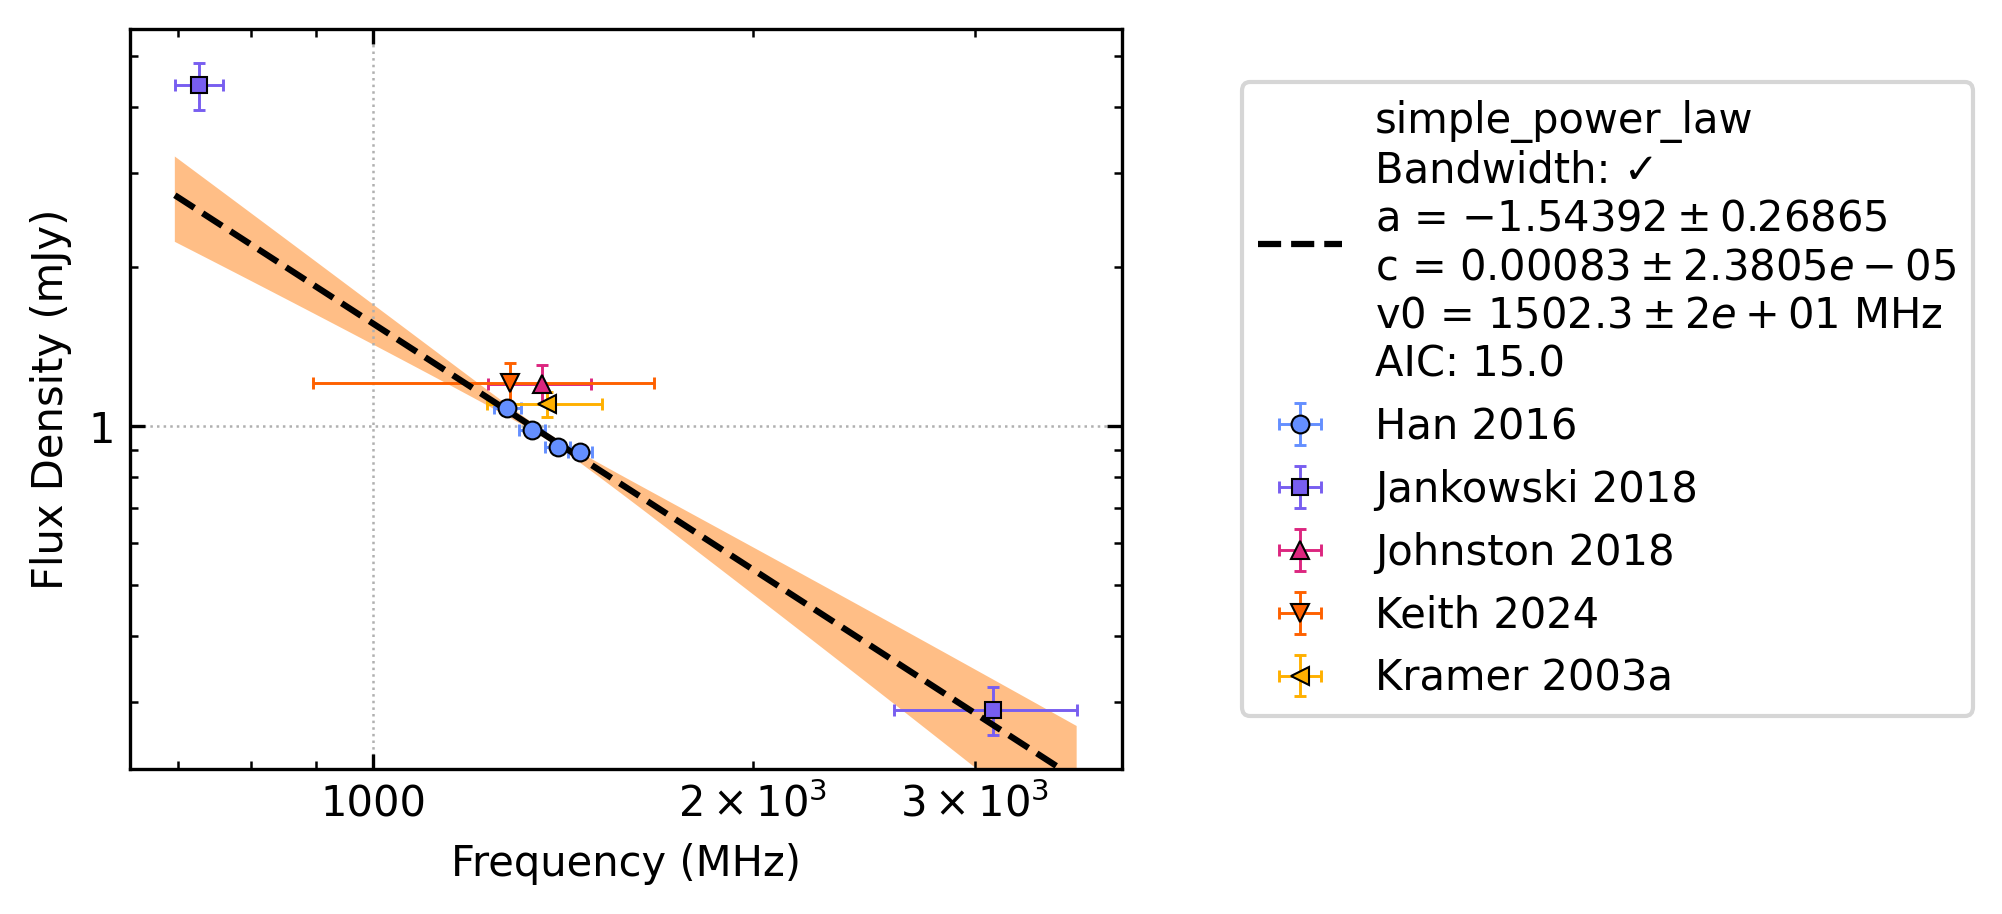 Flux Density (mJy)
1
1000
2 × 10³
3 × 10³
Frequency (MHz)
simple_power_law
Bandwidth: ✓
a = −1.54392 ± 0.26865
c = 0.00083 ± 2.3805e − 05
v0 = 1502.3 ± 2e + 01 MHz
AIC: 15.0
Han 2016
Jankowski 2018
Johnston 2018
Keith 2024
Kramer 2003a